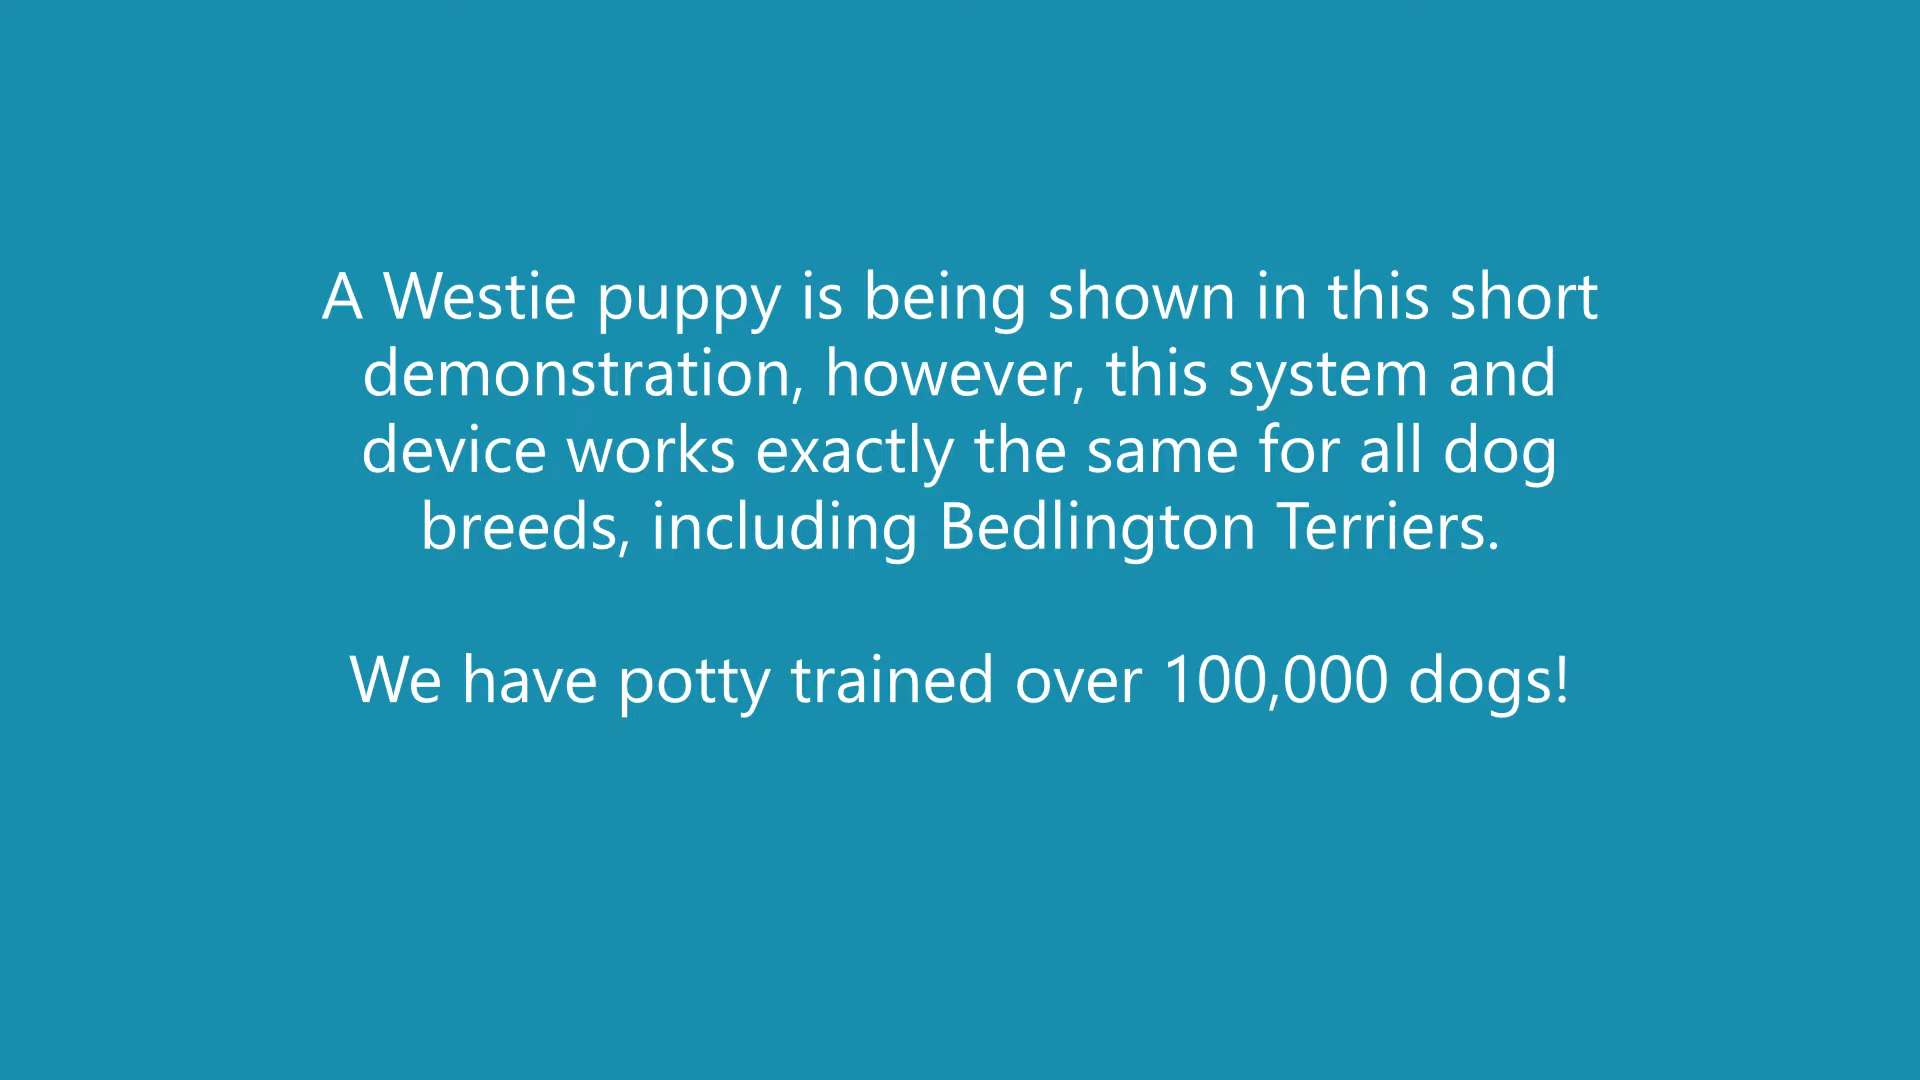 A Westie puppy is being shown in this short
demonstration, however, this system and
device works exactly the same for all dog
breeds, including Bedlington Terriers.
We have potty trained over 100,000 dogs!